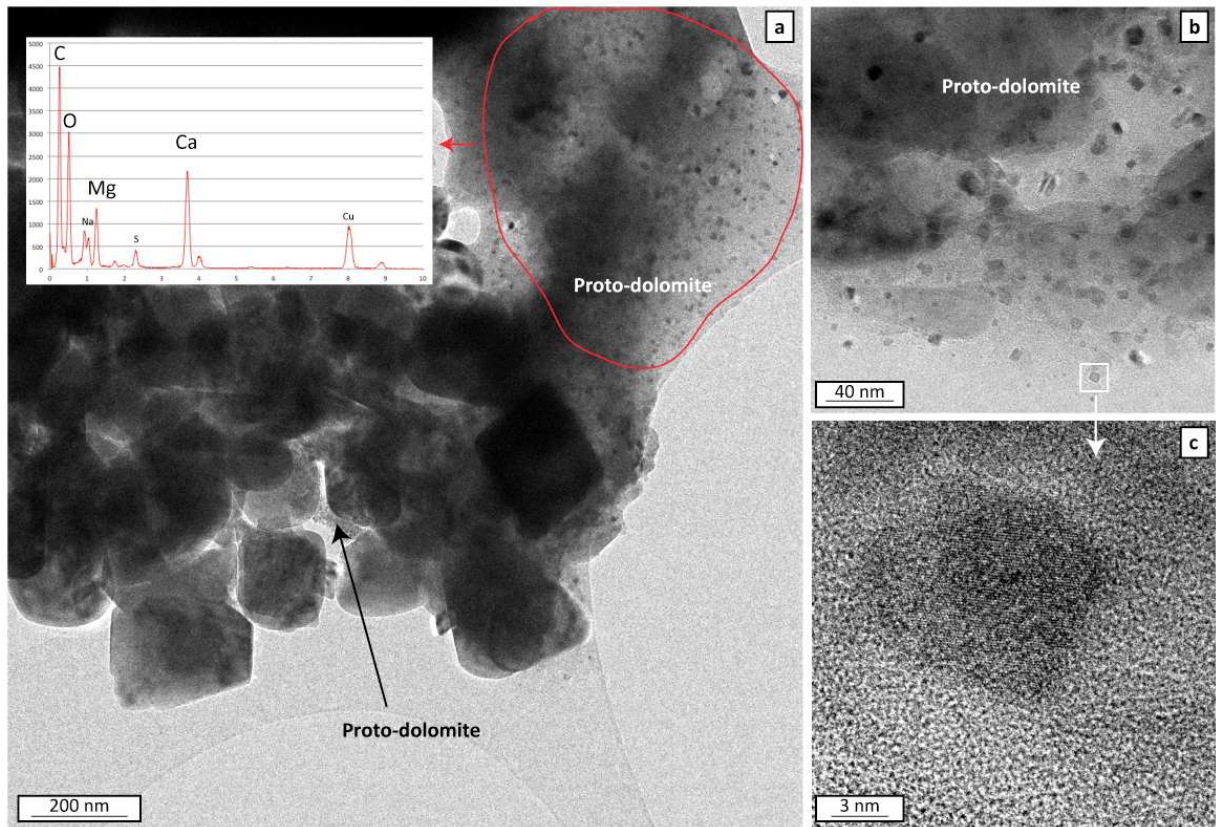 a
5000
4500
4000
3500
3000
2500
2000
1500
1000
500
0
C
O
Mg
Na
S
Ca
Cu
0 1 2 3 4 5 6 7 8 9 10
Proto-dolomite
Proto-dolomite
200 nm
b
Proto-dolomite
40 nm
c
3 nm